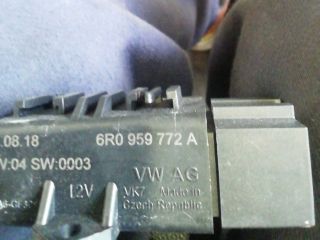 .08.18 6R0 959 772 A
W:04 SW:0003
VW AG
12V VK7 Made in
Czech Republic